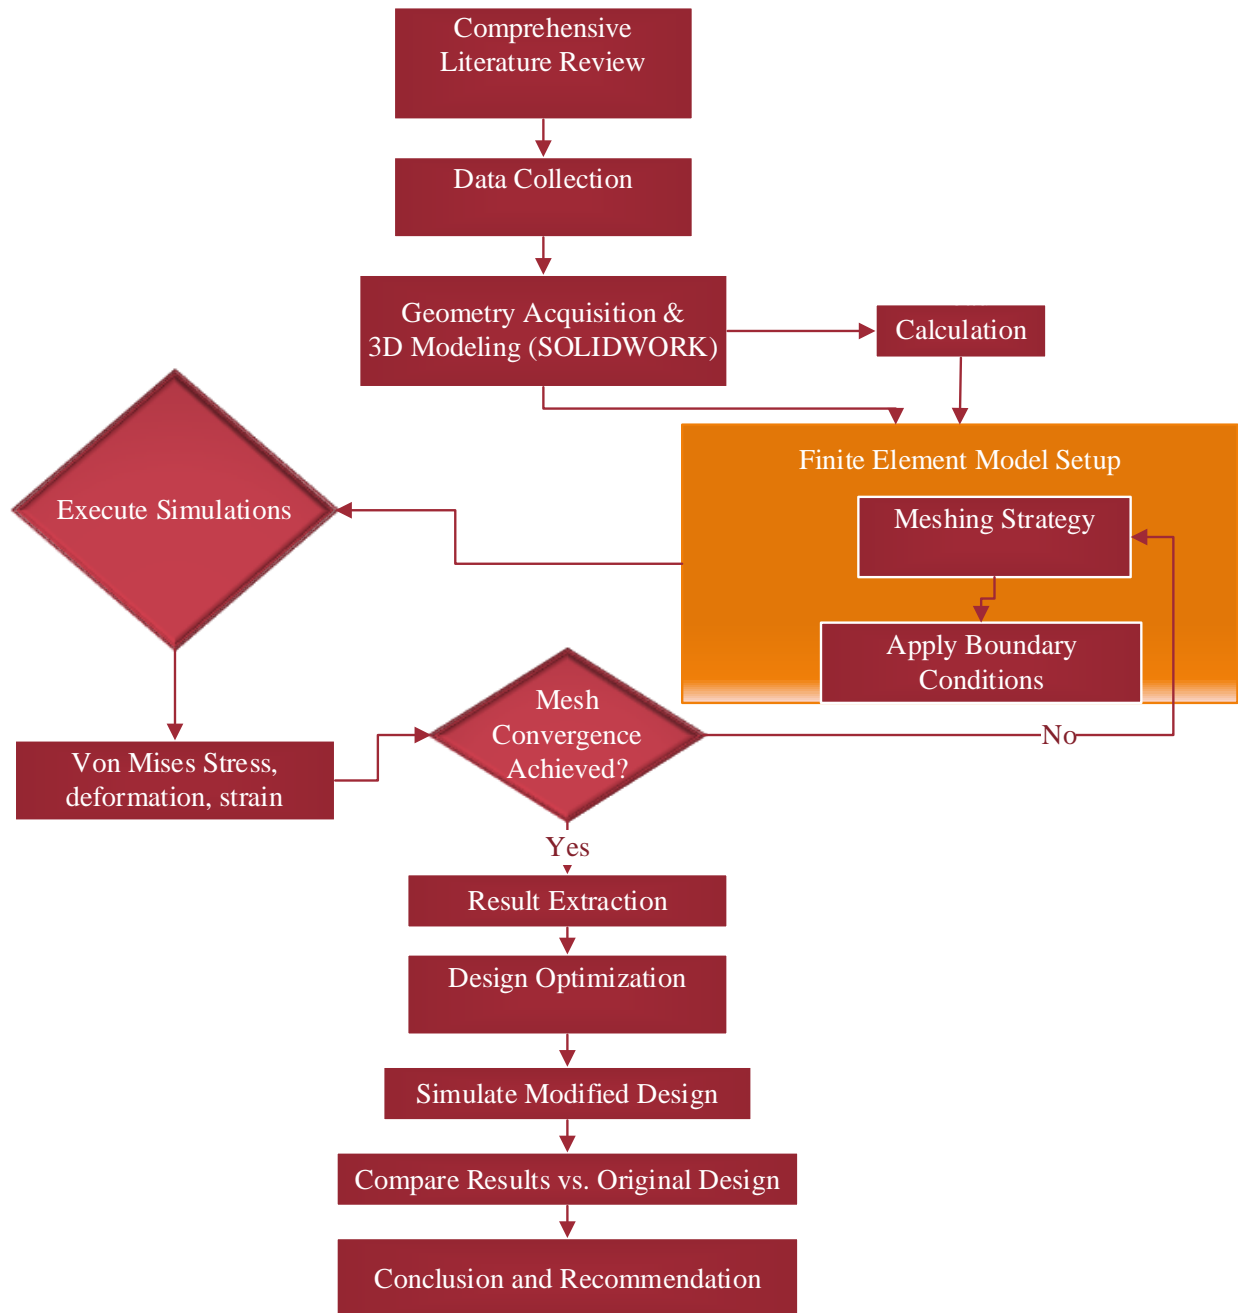 Comprehensive
Literature Review
Data Collection
Geometry Acquisition &
3D Modeling (SOLIDWORK)
Calculation
Finite Element Model Setup
Meshing Strategy
Apply Boundary
Conditions
Execute Simulations
Von Mises Stress,
deformation, strain
Mesh
Convergence
Achieved?
No
Yes
Result Extraction
Design Optimization
Simulate Modified Design
Compare Results vs. Original Design
Conclusion and Recommendation